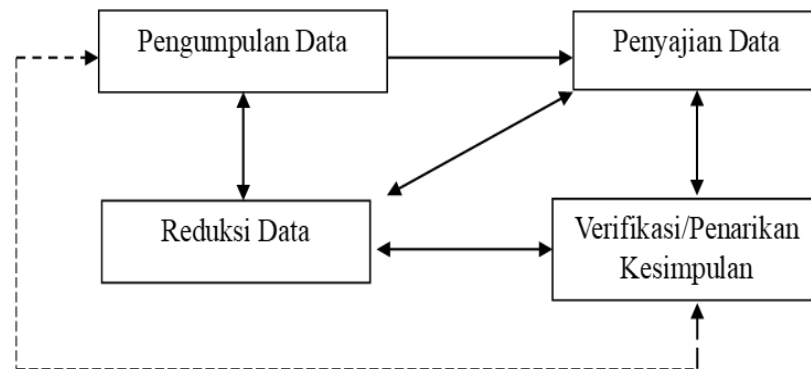 Pengumpulan Data
Penyajian Data
Reduksi Data
Verifikasi/Penarikan
Kesimpulan